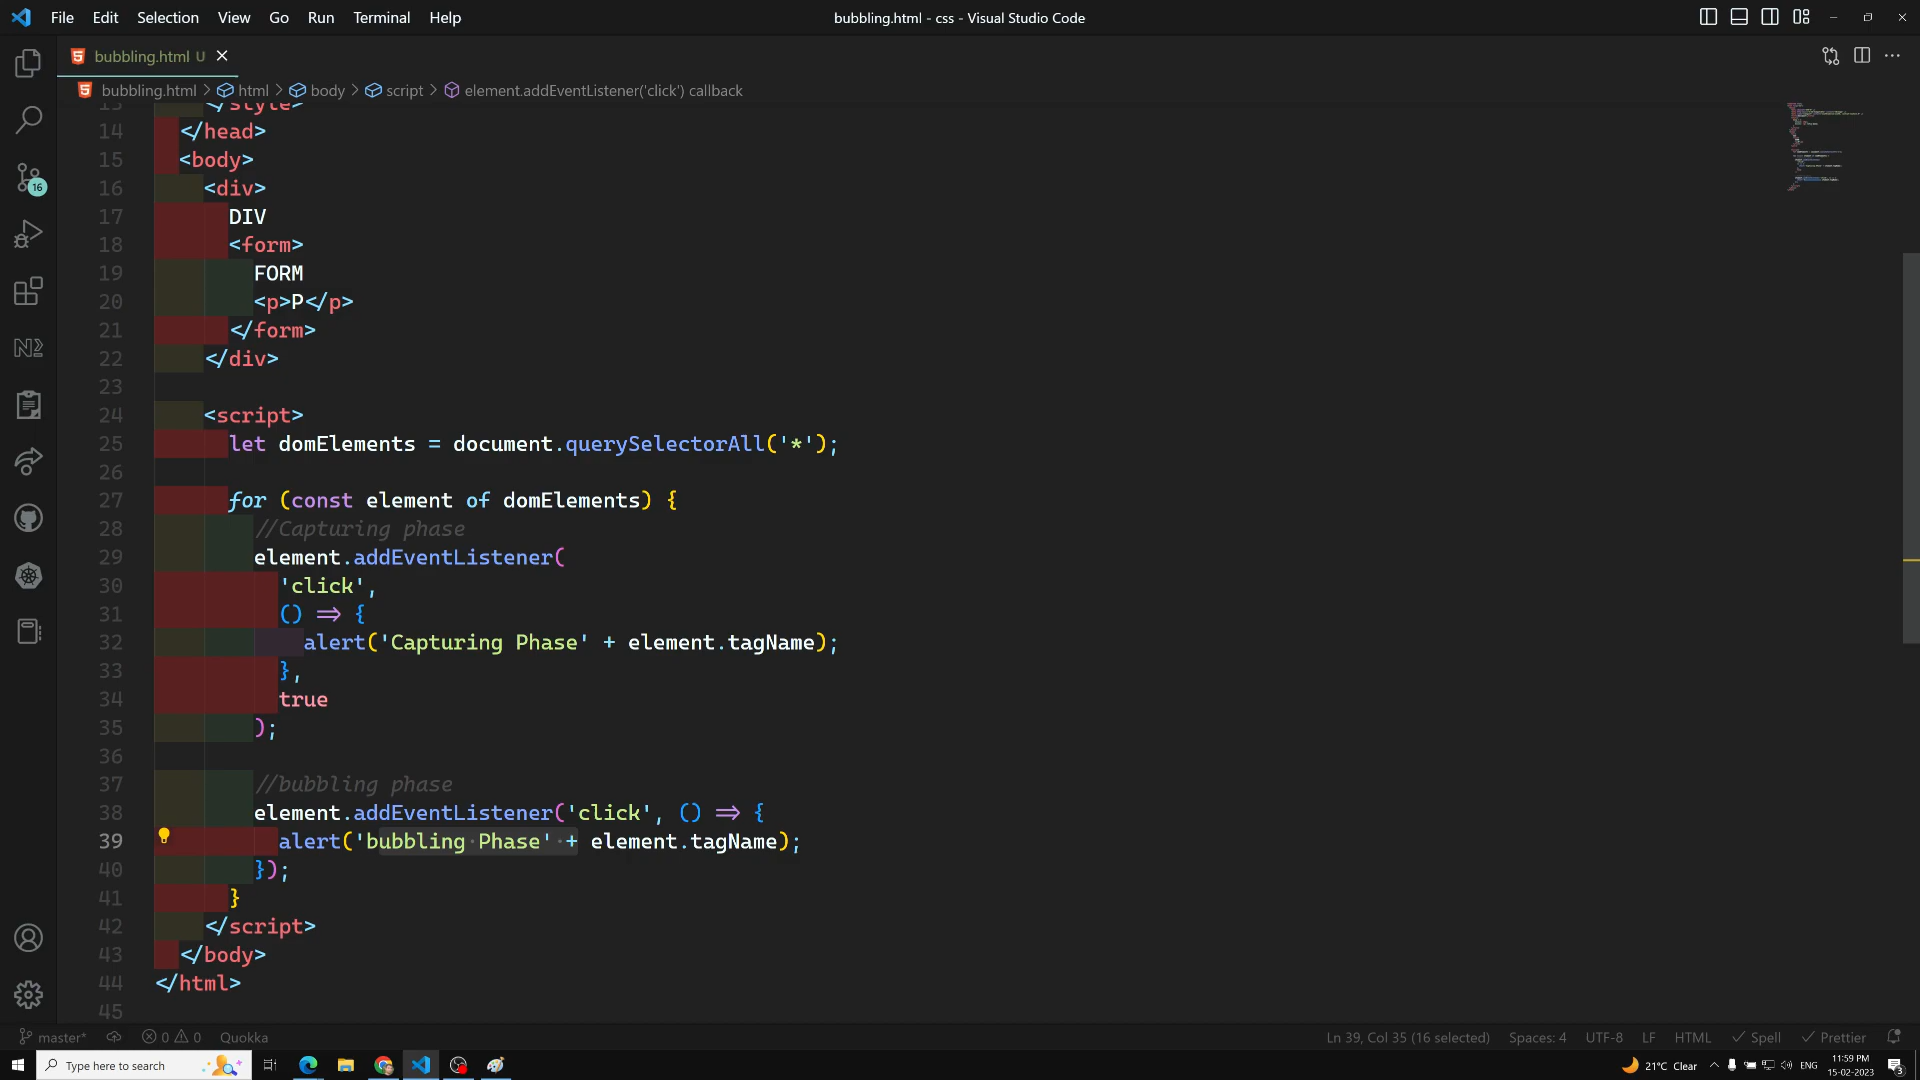 File Edit Selection View Go Run Terminal Help
bubbling.html - css - Visual Studio Code
bubbling.html U
bubbling.html > html > body > script > element.addEventListener('click') callback
13 </style>
14 </head>
15 <body>
16 <div>
17 DIV
18 <form>
19 FORM
20 <p>P</p>
21 </form>
22 </div>
23
24 <script>
25 let domElements = document.querySelectorAll('*');
26
27 for (const element of domElements) {
28 //Capturing phase
29 element.addEventListener(
30 'click',
31 () => {
32 alert('Capturing Phase' + element.tagName);
33 },
34 true
35 );
36
37 //bubbling phase
38 element.addEventListener('click', () => {
39 alert('bubbling Phase' + element.tagName);
40 });
41 }
42 </script>
43 </body>
44 </html>
45
16
master* 0 0 Quokka
Ln 39, Col 35 (16 selected) Spaces: 4 UTF-8 LF HTML Spell Prettier
Type here to search
21°C Clear ENG
11:59 PM
15-02-2023
3